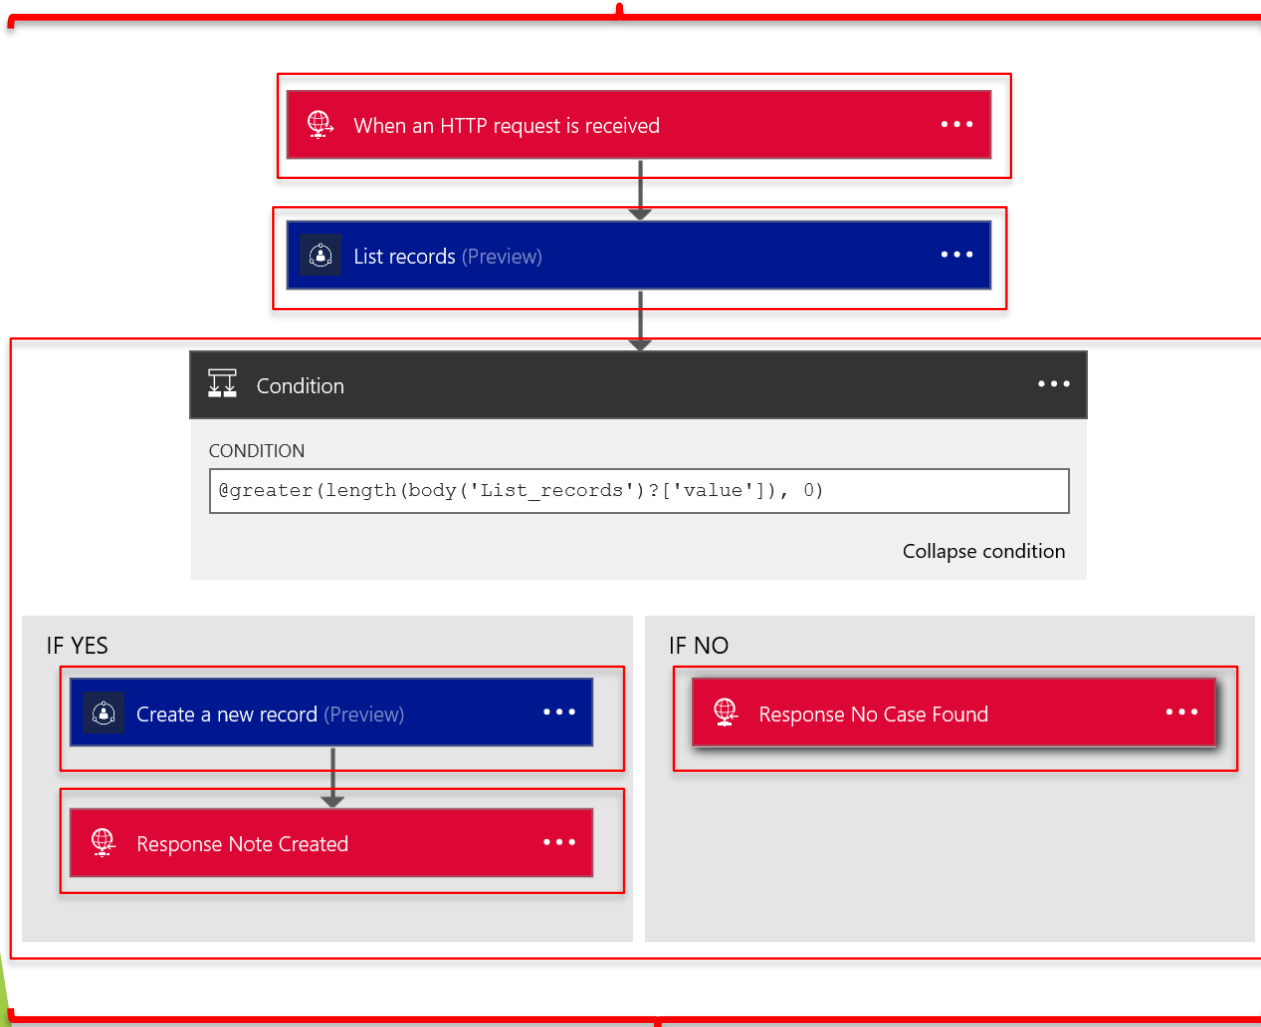 When an HTTP request is received
List records (Preview)
Condition
CONDITION
@greater(length(body('List_records')?['value']), 0)
Collapse condition
IF YES
Create a new record (Preview)
Response Note Created
IF NO
Response No Case Found